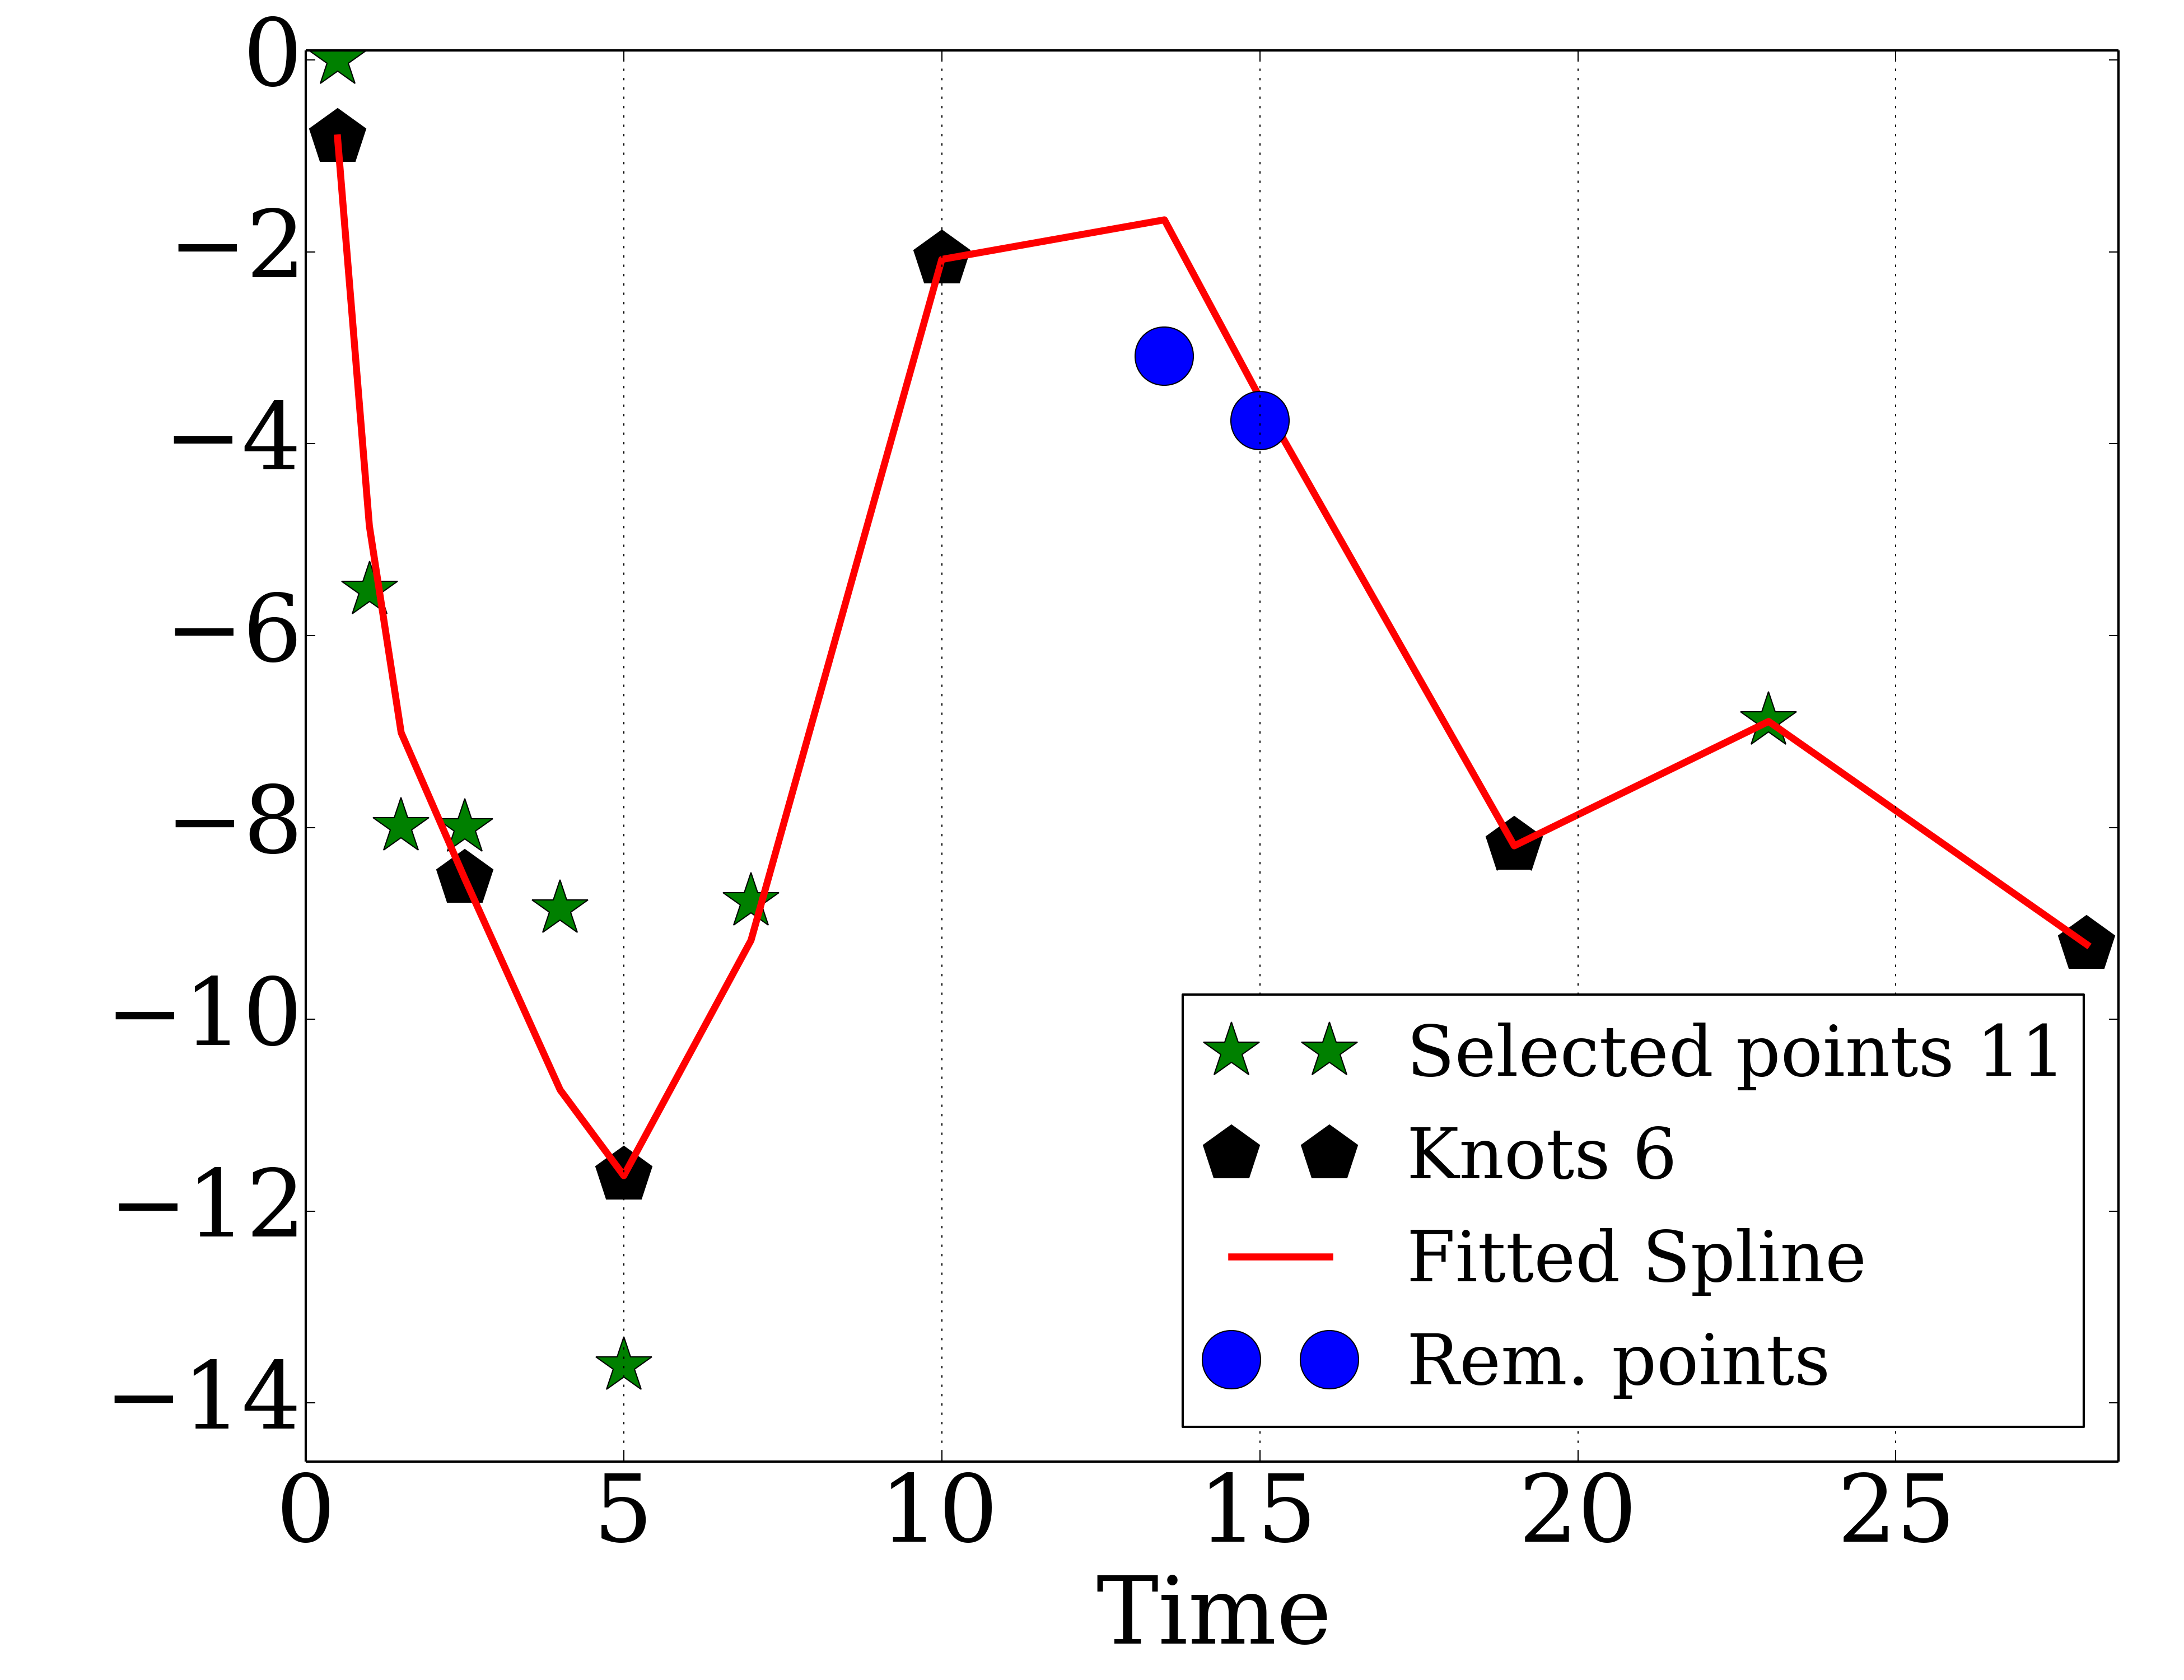 0
−2
−4
−6
−8
−10
−12
−14
0 5 10 15 20 25
Time
Selected points 11
Knots 6
Fitted Spline
Rem. points